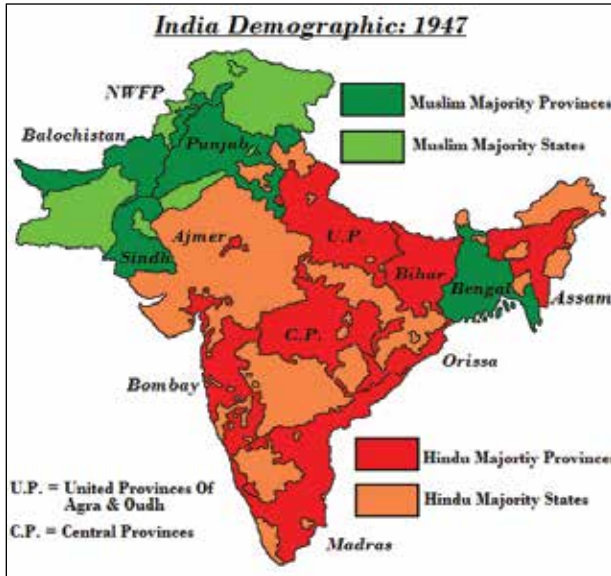 India Demographic: 1947
NWFP
Muslim Majority Provinces
Balochistan
Punjab
Muslim Majority States
Ajmer
U.P.
Sindh
Bihar
Bengal
Assam
C.P.
Orissa
Bombay
Hindu Majortiy Provinces
U.P. = United Provinces Of
Agra & Oudh
Hindu Majority States
C.P. = Central Provinces
Madras